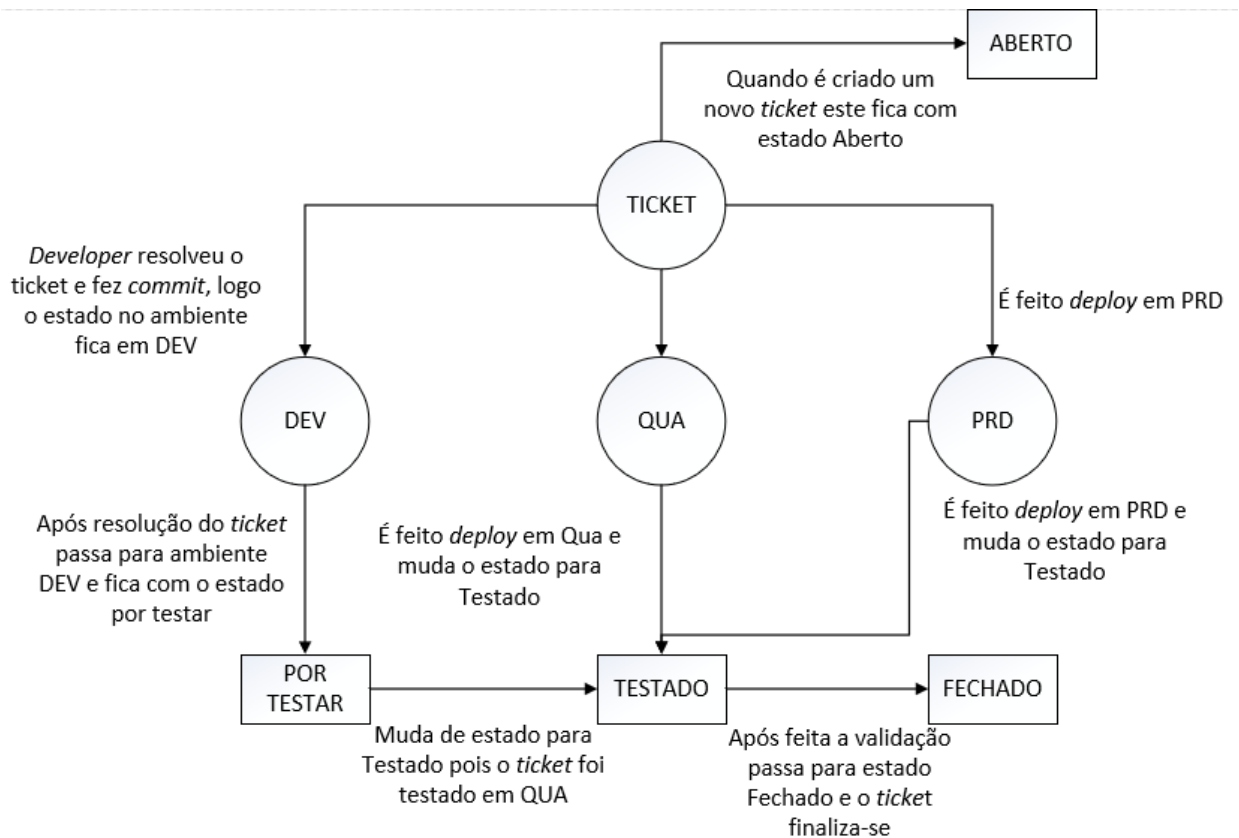 ABERTO
Quando é criado um
novo ticket este fica com
estado Aberto
TICKET
Developer resolveu o
ticket e fez commit, logo
o estado no ambiente
fica em DEV
É feito deploy em PRD
DEV
QUA
PRD
Após resolução do ticket
passa para ambiente
DEV e fica com o estado
por testar
É feito deploy em Qua e
muda o estado para
Testado
É feito deploy em PRD e
muda o estado para
Testado
POR
TESTAR
TESTADO
FECHADO
Muda de estado para
Testado pois o ticket foi
testado em QUA
Após feita a validação
passa para estado
Fechado e o ticket
finaliza-se